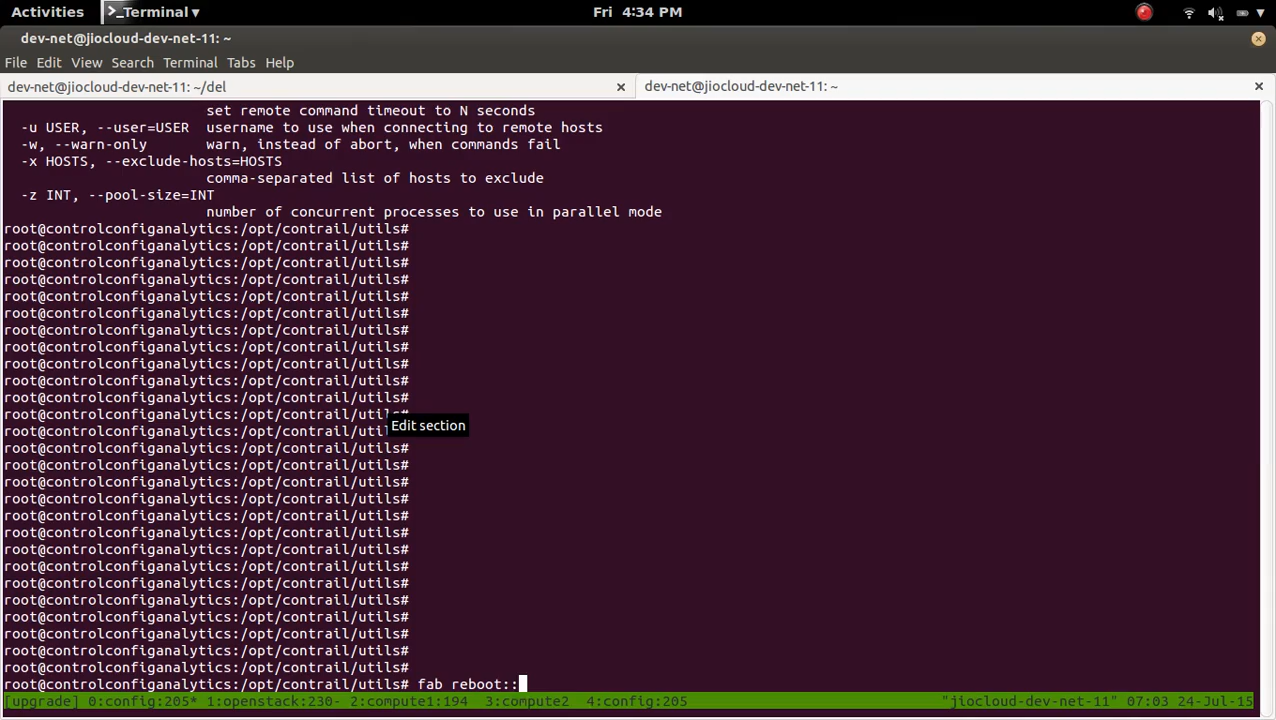 Activities >_Terminal ▾ Fri 4:34 PM
dev-net@jiocloud-dev-net-11: ~
File Edit View Search Terminal Tabs Help
dev-net@jiocloud-dev-net-11: ~/del × dev-net@jiocloud-dev-net-11: ~ ×
set remote command timeout to N seconds
-u USER, --user=USER username to use when connecting to remote hosts
-w, --warn-only warn, instead of abort, when commands fail
-x HOSTS, --exclude-hosts=HOSTS
comma-separated list of hosts to exclude
-z INT, --pool-size=INT
number of concurrent processes to use in parallel mode
root@controlconfiganalytics:/opt/contrail/utils#
root@controlconfiganalytics:/opt/contrail/utils#
root@controlconfiganalytics:/opt/contrail/utils#
root@controlconfiganalytics:/opt/contrail/utils#
root@controlconfiganalytics:/opt/contrail/utils#
root@controlconfiganalytics:/opt/contrail/utils#
root@controlconfiganalytics:/opt/contrail/utils#
root@controlconfiganalytics:/opt/contrail/utils#
root@controlconfiganalytics:/opt/contrail/utils#
root@controlconfiganalytics:/opt/contrail/utils#
root@controlconfiganalytics:/opt/contrail/utils#
root@controlconfiganalytics:/opt/contrail/utils#
Edit section
root@controlconfiganalytics:/opt/contrail/util
root@controlconfiganalytics:/opt/contrail/utils#
root@controlconfiganalytics:/opt/contrail/utils#
root@controlconfiganalytics:/opt/contrail/utils#
root@controlconfiganalytics:/opt/contrail/utils#
root@controlconfiganalytics:/opt/contrail/utils#
root@controlconfiganalytics:/opt/contrail/utils#
root@controlconfiganalytics:/opt/contrail/utils#
root@controlconfiganalytics:/opt/contrail/utils#
root@controlconfiganalytics:/opt/contrail/utils#
root@controlconfiganalytics:/opt/contrail/utils#
root@controlconfiganalytics:/opt/contrail/utils#
root@controlconfiganalytics:/opt/contrail/utils#
root@controlconfiganalytics:/opt/contrail/utils#
root@controlconfiganalytics:/opt/contrail/utils#
root@controlconfiganalytics:/opt/contrail/utils# fab reboot::
[upgrade] 0:config:205* 1:openstack:230- 2:compute1:194 3:compute2 4:config:205 "jiocloud-dev-net-11" 07:03 24-Jul-15